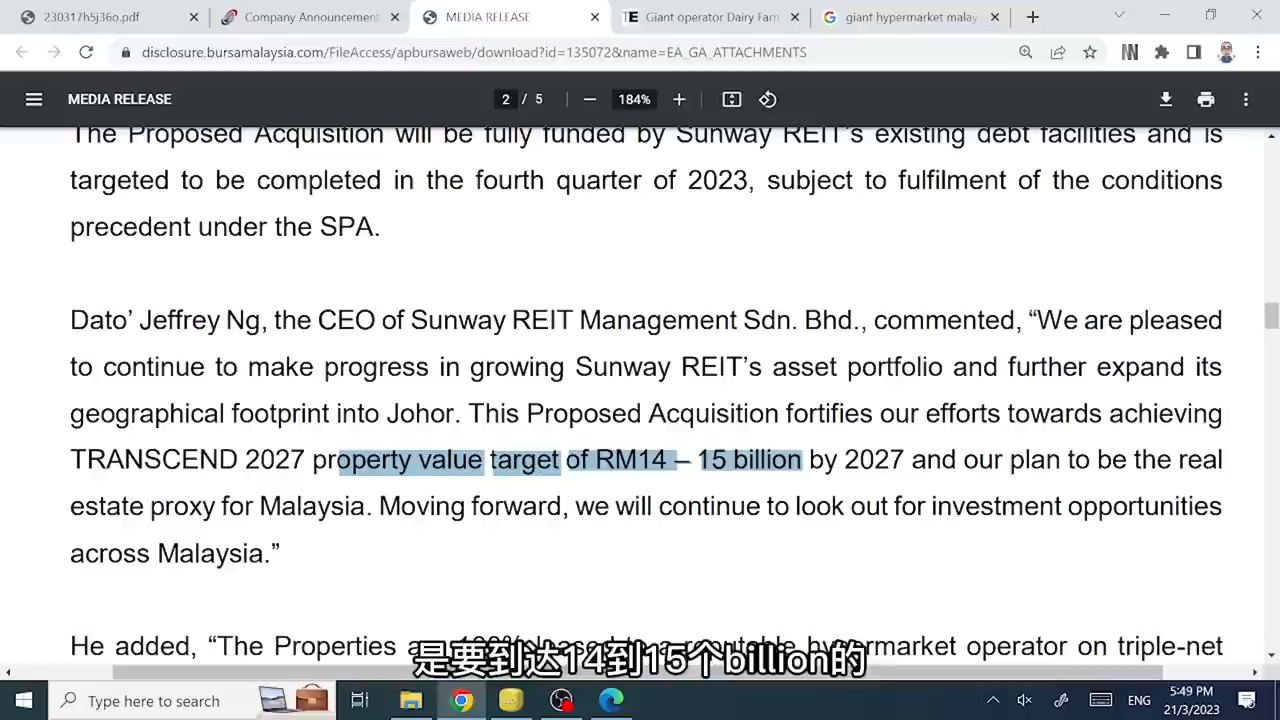 230317h5j36o.pdf
Company Announcement
MEDIA RELEASE
Giant operator Dairy Farm
giant hypermarket malay
disclosure.bursamalaysia.com/FileAccess/apbursaweb/download?id=135072&name=EA_GA_ATTACHMENTS
MEDIA RELEASE
2 / 5
184%
The Proposed Acquisition will be fully funded by Sunway REIT’s existing debt facilities and is
targeted to be completed in the fourth quarter of 2023, subject to fulfilment of the conditions
precedent under the SPA.
Dato’ Jeffrey Ng, the CEO of Sunway REIT Management Sdn. Bhd., commented, “We are pleased
to continue to make progress in growing Sunway REIT’s asset portfolio and further expand its
geographical footprint into Johor. This Proposed Acquisition fortifies our efforts towards achieving
TRANSCEND 2027 property value target of RM14 – 15 billion by 2027 and our plan to be the real
estate proxy for Malaysia. Moving forward, we will continue to look out for investment opportunities
across Malaysia.”
He added, “The Properties are 100% leased to a reputable hypermarket operator on triple-net
是要到达14到15个billion的
Type here to search
ENG
5:49 PM
21/3/2023